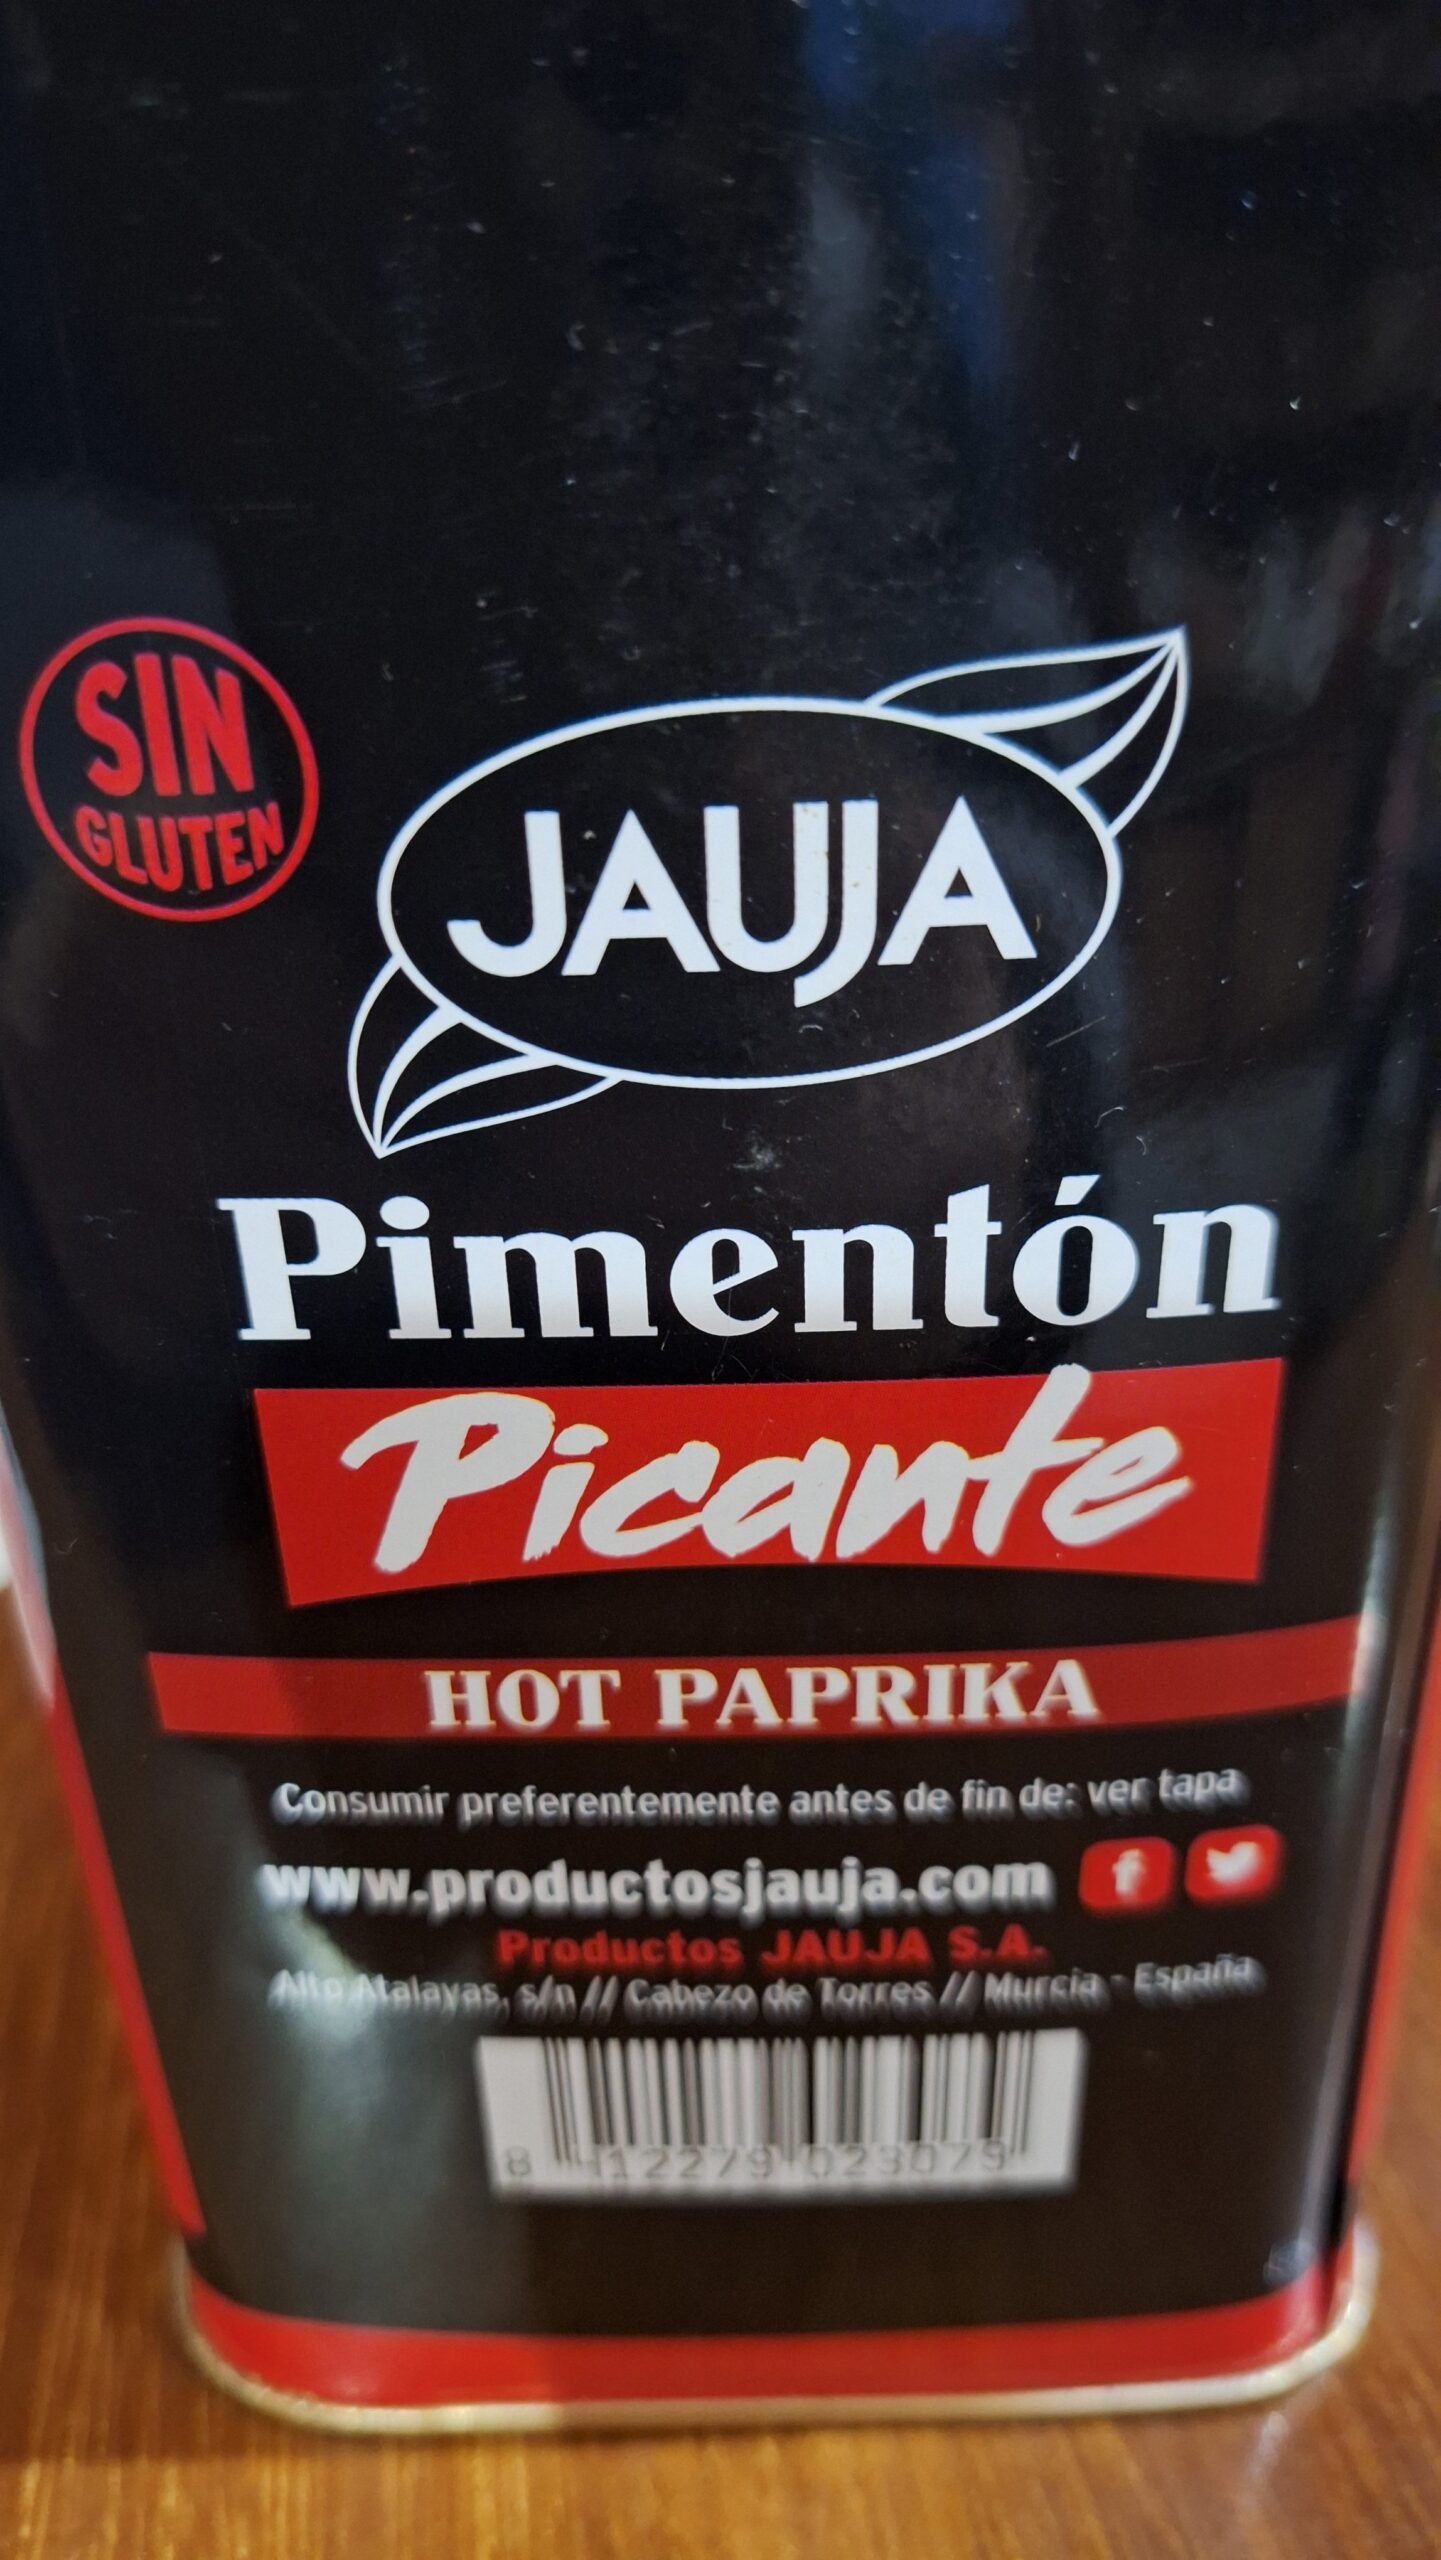 SIN
GLUTEN
JAUJA
Pimentón
Picante
HOT PAPRIKA
Consumir preferentemente antes de fin de: ver tapa
www.productosjauja.com
Productos JAUJA S.A.
Alto Atalayas, s/n // Cabezo de Torres // Murcia - España
8 412279 023079